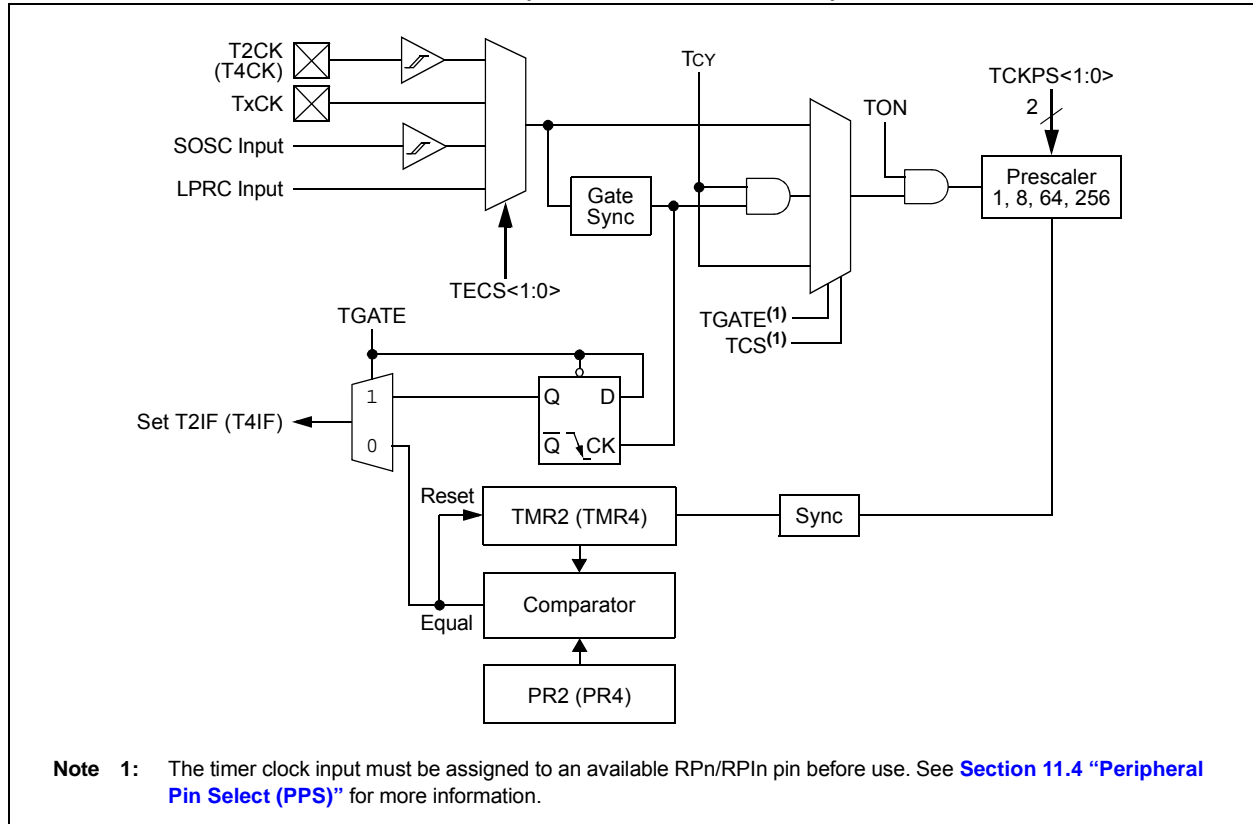 T2CK
(T4CK)
TxCK
SOSC Input
LPRC Input
TECS<1:0>
Gate
Sync
TCY
TGATE(1)
TCS(1)
TON
TCKPS<1:0>
2
Prescaler
1, 8, 64, 256
TGATE
1
0
Set T2IF (T4IF)
Q D
Q CK
Reset
TMR2 (TMR4)
Sync
Comparator
Equal
PR2 (PR4)
Note 1: The timer clock input must be assigned to an available RPn/RPIn pin before use. See Section 11.4 “Peripheral
Pin Select (PPS)” for more information.